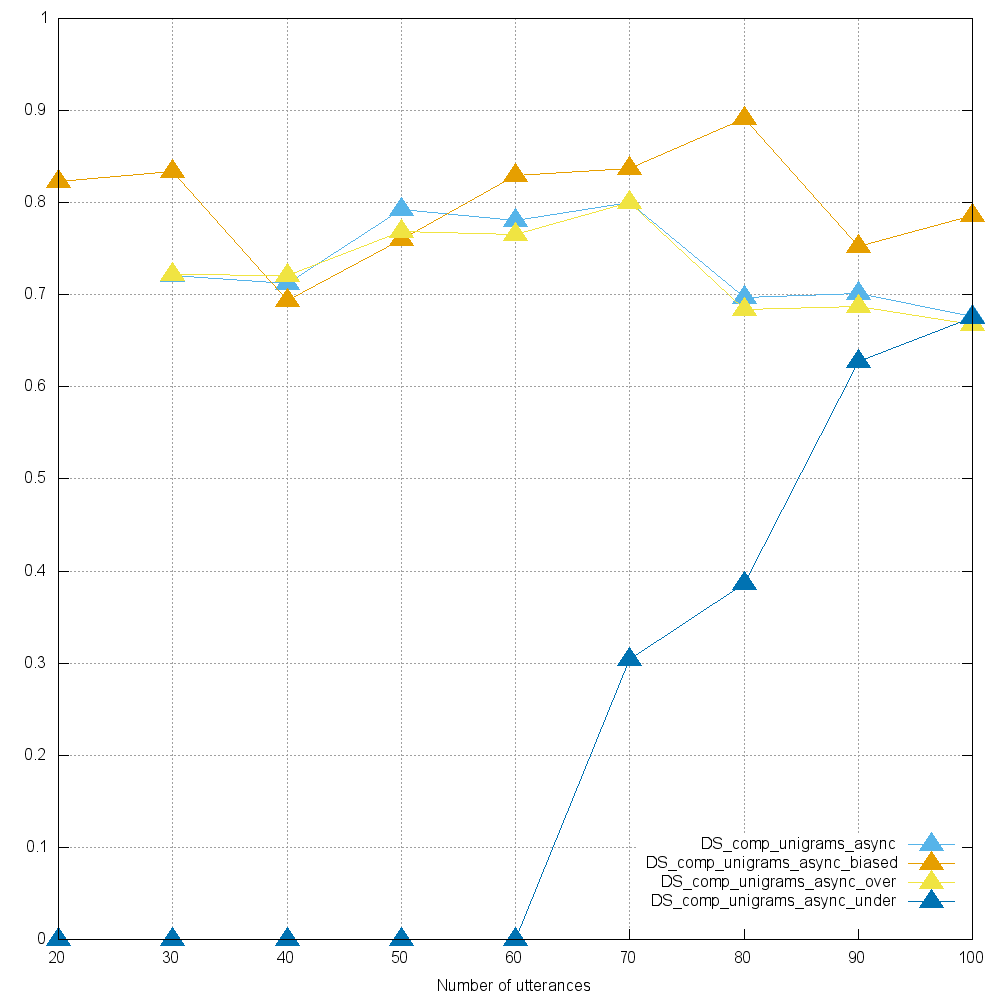 1
0.9
0.8
0.7
0.6
0.5
0.4
0.3
0.2
0.1
0
DS_comp_unigrams_async
DS_comp_unigrams_async_biased
DS_comp_unigrams_async_over
DS_comp_unigrams_async_under
20 30 40 50 60 70 80 90 100
Number of utterances